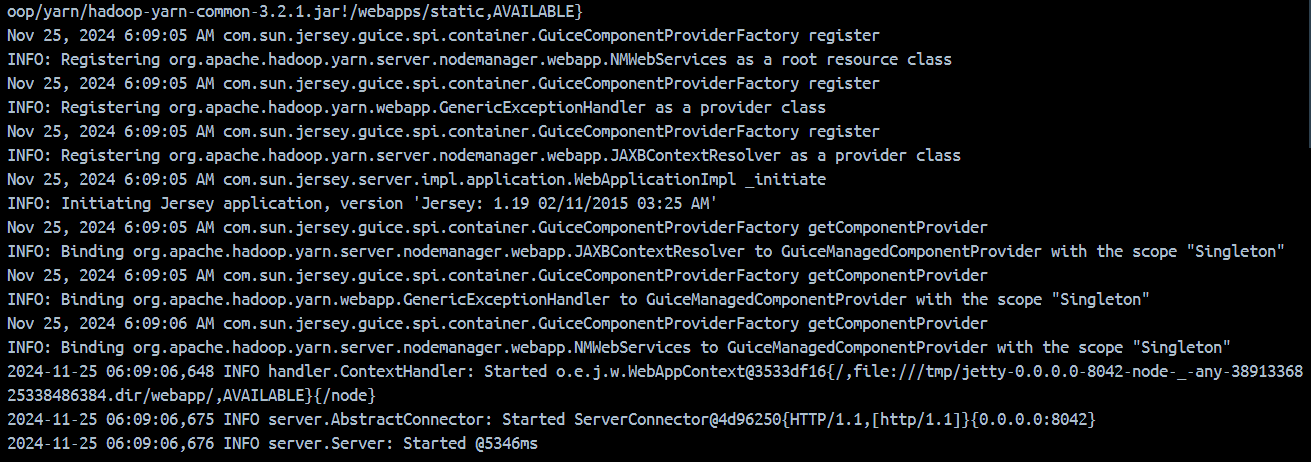 oop/yarn/hadoop-yarn-common-3.2.1.jar!/webapps/static,AVAILABLE}
Nov 25, 2024 6:09:05 AM com.sun.jersey.guice.spi.container.GuiceComponentProviderFactory register
INFO: Registering org.apache.hadoop.yarn.server.nodemanager.webapp.NMWebServices as a root resource class
Nov 25, 2024 6:09:05 AM com.sun.jersey.guice.spi.container.GuiceComponentProviderFactory register
INFO: Registering org.apache.hadoop.yarn.webapp.GenericExceptionHandler as a provider class
Nov 25, 2024 6:09:05 AM com.sun.jersey.guice.spi.container.GuiceComponentProviderFactory register
INFO: Registering org.apache.hadoop.yarn.server.nodemanager.webapp.JAXBContextResolver as a provider class
Nov 25, 2024 6:09:05 AM com.sun.jersey.server.impl.application.WebApplicationImpl _initiate
INFO: Initiating Jersey application, version 'Jersey: 1.19 02/11/2015 03:25 AM'
Nov 25, 2024 6:09:05 AM com.sun.jersey.guice.spi.container.GuiceComponentProviderFactory getComponentProvider
INFO: Binding org.apache.hadoop.yarn.server.nodemanager.webapp.JAXBContextResolver to GuiceManagedComponentProvider with the scope "Singleton"
Nov 25, 2024 6:09:05 AM com.sun.jersey.guice.spi.container.GuiceComponentProviderFactory getComponentProvider
INFO: Binding org.apache.hadoop.yarn.webapp.GenericExceptionHandler to GuiceManagedComponentProvider with the scope "Singleton"
Nov 25, 2024 6:09:06 AM com.sun.jersey.guice.spi.container.GuiceComponentProviderFactory getComponentProvider
INFO: Binding org.apache.hadoop.yarn.server.nodemanager.webapp.NMWebServices to GuiceManagedComponentProvider with the scope "Singleton"
2024-11-25 06:09:06,648 INFO handler.ContextHandler: Started o.e.j.w.WebAppContext@3533df16{/,file:///tmp/jetty-0.0.0.0-8042-node-_-any-38913368
25338486384.dir/webapp/,AVAILABLE}{/node}
2024-11-25 06:09:06,675 INFO server.AbstractConnector: Started ServerConnector@4d96250{HTTP/1.1,[http/1.1]}{0.0.0.0:8042}
2024-11-25 06:09:06,676 INFO server.Server: Started @5346ms